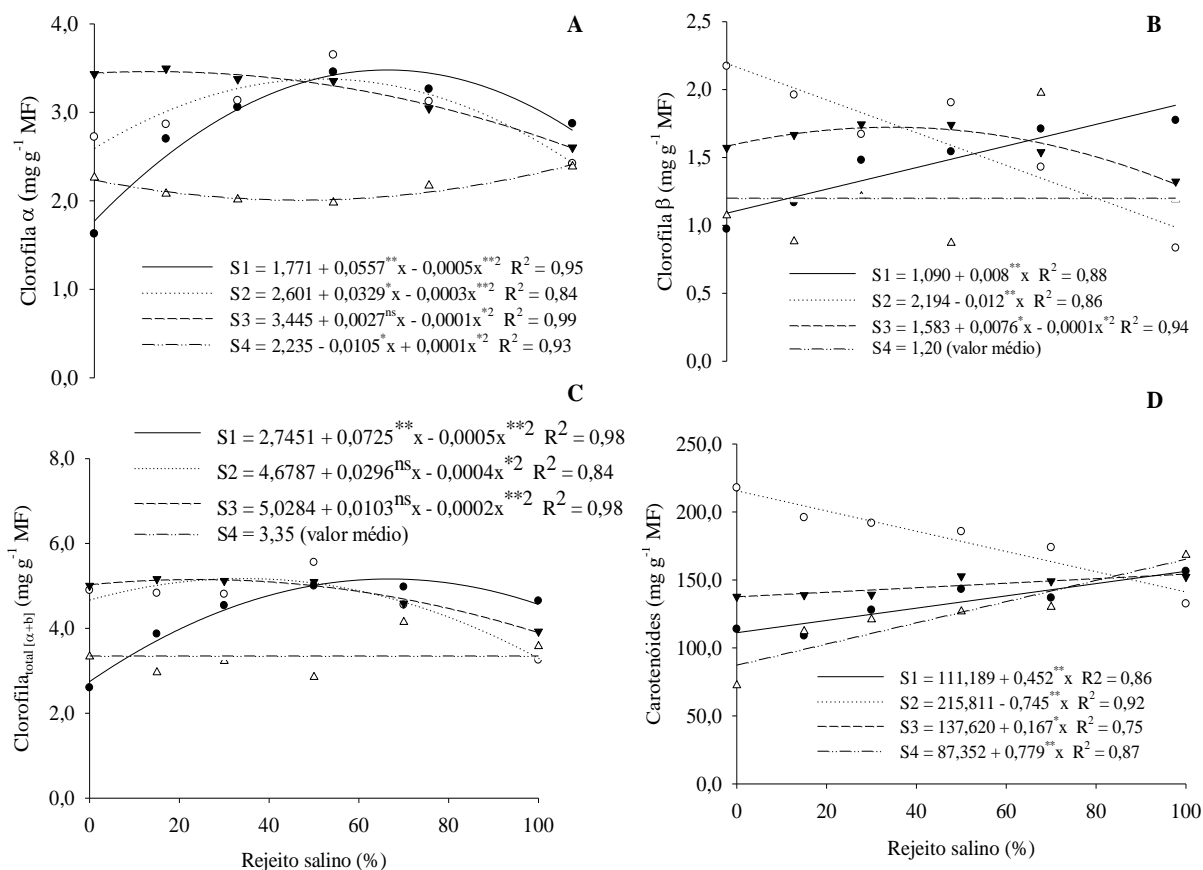 A
Clorofila α (mg g-1 MF)
4,0
3,0
2,0
1,0
0,0
S1 = 1,771 + 0,0557**x - 0,0005x**2 R2 = 0,95
S2 = 2,601 + 0,0329*x - 0,0003x**2 R2 = 0,84
S3 = 3,445 + 0,0027nsx - 0,0001x*2 R2 = 0,99
S4 = 2,235 - 0,0105*x + 0,0001x*2 R2 = 0,93
B
Clorofila β (mg g-1 MF)
2,5
2,0
1,5
1,0
0,5
0,0
S1 = 1,090 + 0,008**x R2 = 0,88
S2 = 2,194 - 0,012**x R2 = 0,86
S3 = 1,583 + 0,0076*x - 0,0001x*2 R2 = 0,94
S4 = 1,20 (valor médio)
C
S1 = 2,7451 + 0,0725**x - 0,0005x**2 R2 = 0,98
S2 = 4,6787 + 0,0296nsx - 0,0004x*2 R2 = 0,84
S3 = 5,0284 + 0,0103nsx - 0,0002x**2 R2 = 0,98
S4 = 3,35 (valor médio)
Clorofilatotal [α+b] (mg g-1 MF)
8,0
6,0
4,0
2,0
0,0
0 20 40 60 80 100
Rejeito salino (%)
D
Carotenóides (mg g-1 MF)
250,0
200,0
150,0
100,0
50,0
0,0
S1 = 111,189 + 0,452**x R2 = 0,86
S2 = 215,811 - 0,745**x R2 = 0,92
S3 = 137,620 + 0,167*x R2 = 0,75
S4 = 87,352 + 0,779**x R2 = 0,87
0 20 40 60 80 100
Rejeito salino (%)